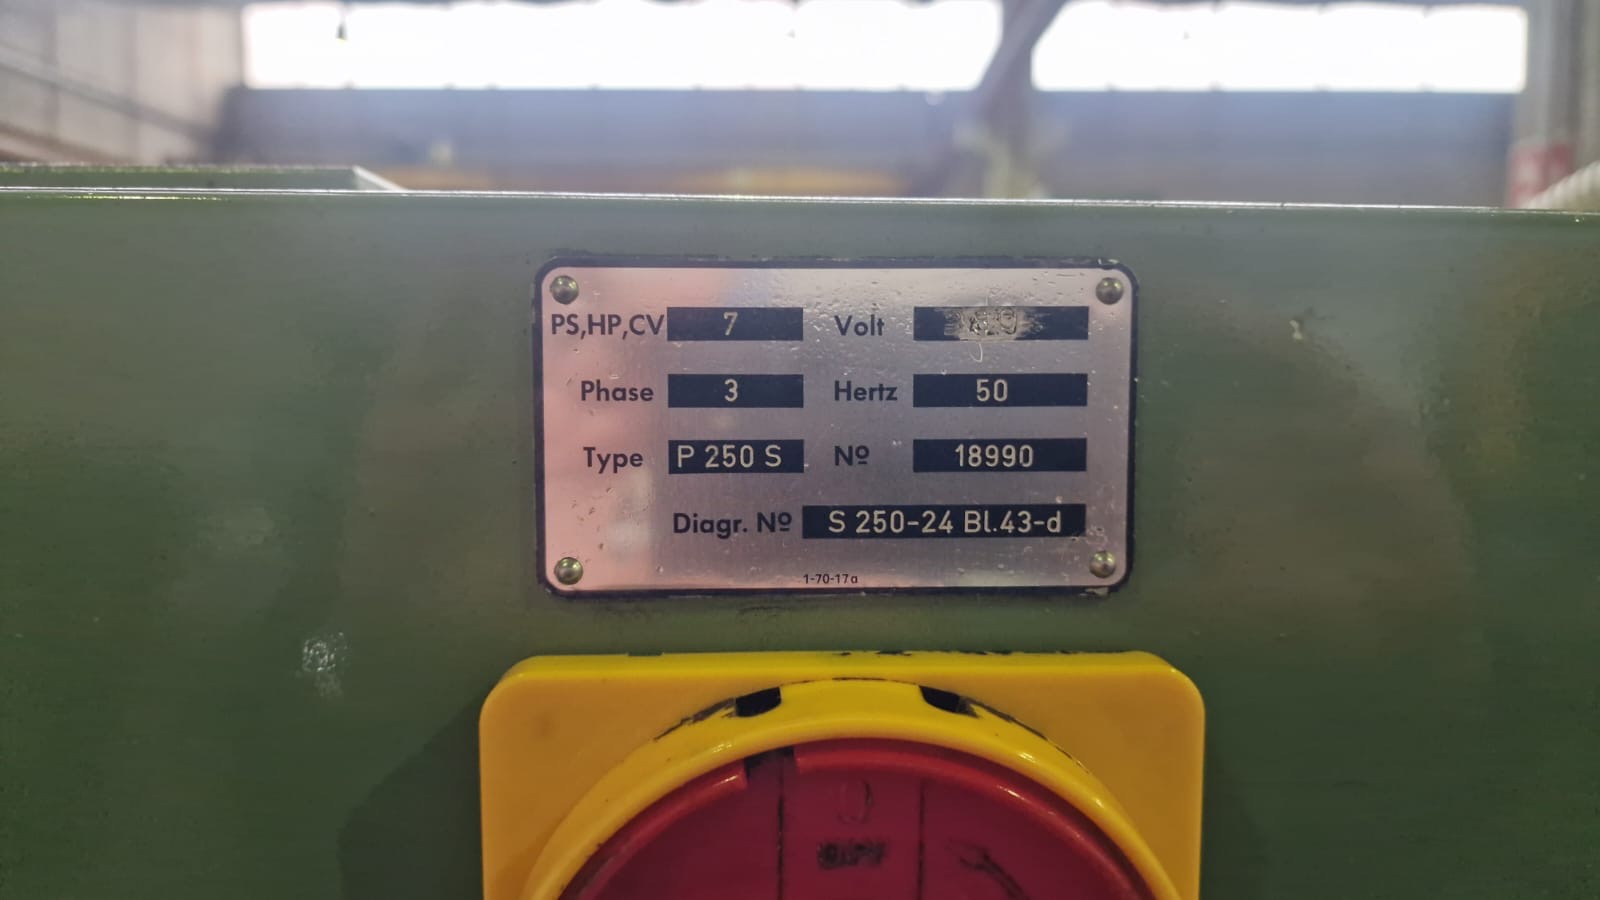 PS,HP,CV 7 Volt
Phase 3 Hertz 50
Type P 250 S Nº 18990
Diagr. Nº S 250-24 Bl.43-d
1-70-17a